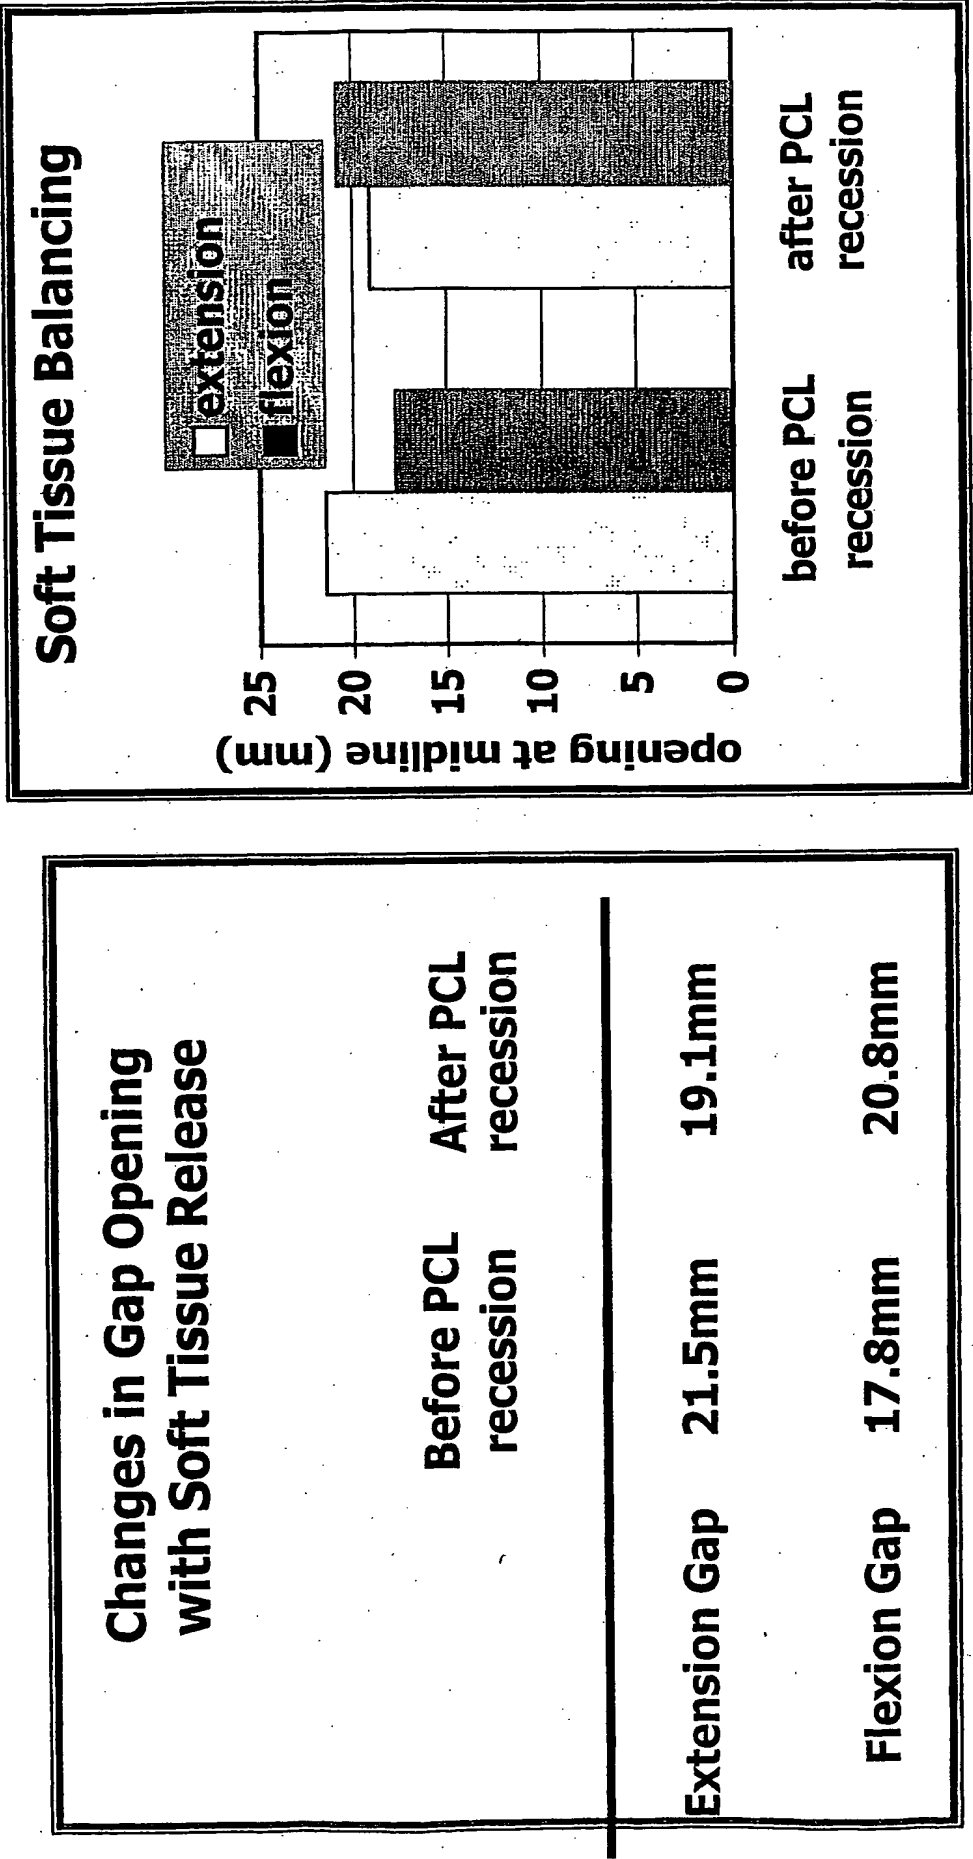 Changes in Gap Opening
with Soft Tissue Release
Before PCL
recession
After PCL
recession
Extension Gap 21.5mm 19.1mm
Flexion Gap 17.8mm 20.8mm
Soft Tissue Balancing
extension
flexion
opening at midline (mm)
25
20
15
10
5
0
before PCL
recession
after PCL
recession